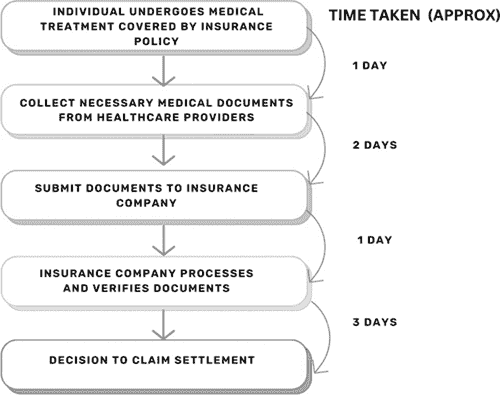 INDIVIDUAL UNDERGOES MEDICAL
TREATMENT COVERED BY INSURANCE
POLICY
TIME TAKEN (APPROX)
1 DAY
COLLECT NECESSARY MEDICAL DOCUMENTS
FROM HEALTHCARE PROVIDERS
2 DAYS
SUBMIT DOCUMENTS TO INSURANCE
COMPANY
1 DAY
INSURANCE COMPANY PROCESSES
AND VERIFIES DOCUMENTS
3 DAYS
DECISION TO CLAIM SETTLEMENT